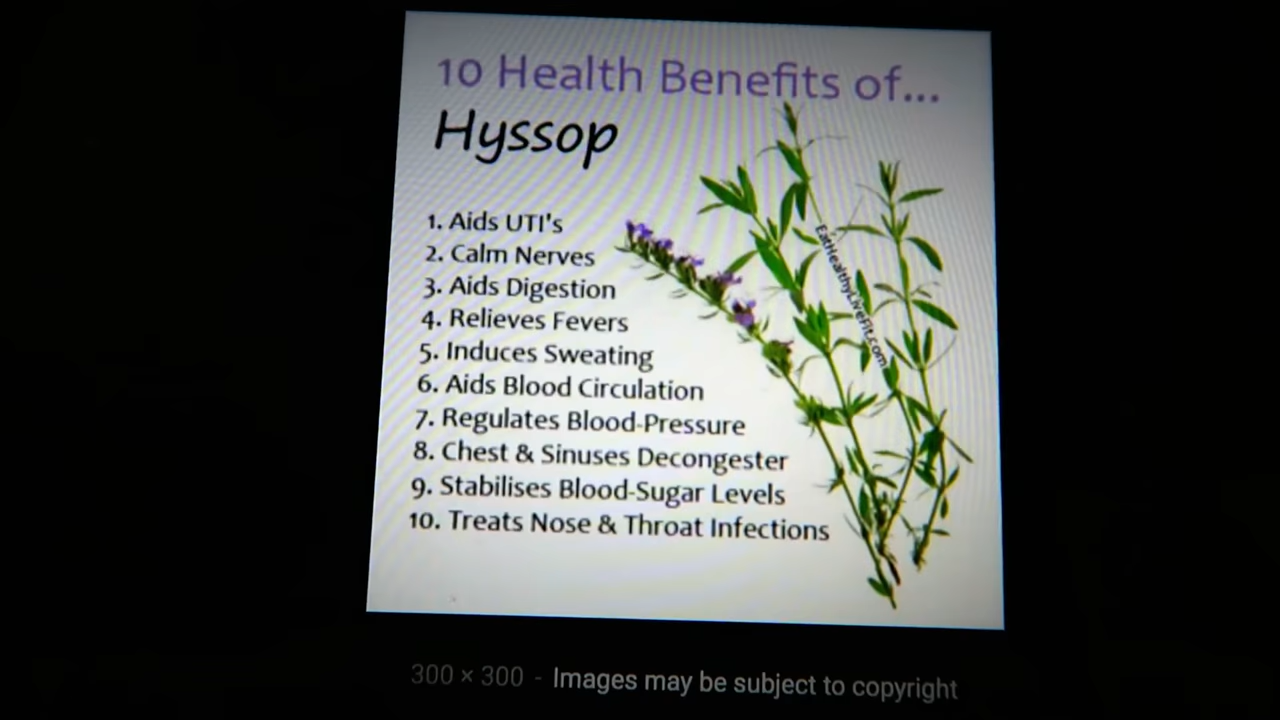 10 Health Benefits of...
Hyssop
1. Aids UTI's
2. Calm Nerves
3. Aids Digestion
4. Relieves Fevers
5. Induces Sweating
6. Aids Blood Circulation
7. Regulates Blood-Pressure
8. Chest & Sinuses Decongester
9. Stabilises Blood-Sugar Levels
10. Treats Nose & Throat Infections
EatHealthyLiveFit.com
300 × 300 - Images may be subject to copyright